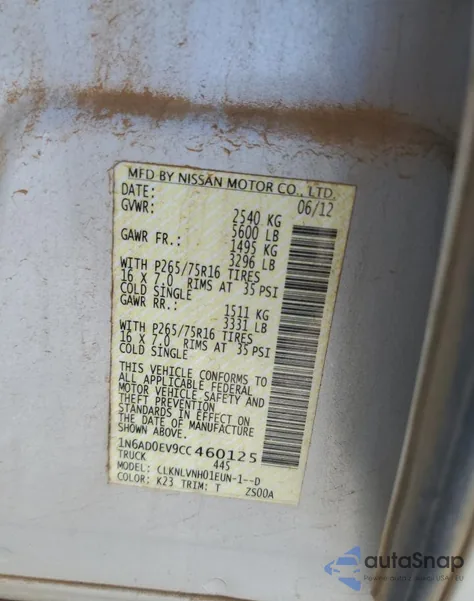 MFD BY NISSAN MOTOR CO., LTD.
DATE: 06/12
GVWR: 2540 KG
5600 LB
GAWR FR.: 1495 KG
3296 LB
WITH P265/75R16 TIRES
16 X 7.0 RIMS AT 35 PSI
COLD SINGLE
GAWR RR.: 1511 KG
3331 LB
WITH P265/75R16 TIRES
16 X 7.0 RIMS AT 35 PSI
COLD SINGLE
THIS VEHICLE CONFORMS TO
ALL APPLICABLE FEDERAL
MOTOR VEHICLE SAFETY AND
THEFT PREVENTION
STANDARDS IN EFFECT ON
THE DATE OF MANUFACTURE
SHOWN ABOVE.
1N6AD0EV9CC460125
TRUCK 445
MODEL: CLKNLVNH01EUN-1--D
COLOR: K23 TRIM: T ZS00A
autoSnap